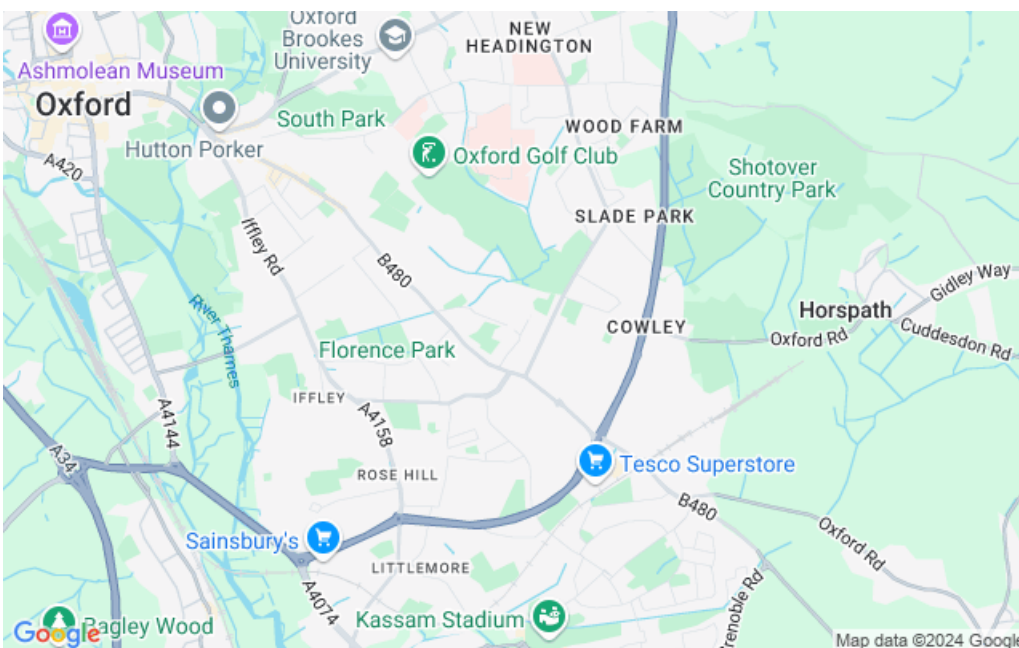 Oxford
Brookes
University
NEW
HEADINGTON
Ashmolean Museum
Oxford
South Park
Hutton Porker
WOOD FARM
Oxford Golf Club
A420
Shotover
Country Park
SLADE PARK
Iffley Rd
B480
Gidley Way
River Thames
Horspath
COWLEY
Oxford Rd
Cuddesdon Rd
Florence Park
IFFLEY
A4144
A4158
A34
ROSE HILL
Tesco Superstore
B480
Sainsbury's
Oxford Rd
LITTLEMORE
A4074
Kassam Stadium
Bagley Wood
Google
Map data ©2024 Google